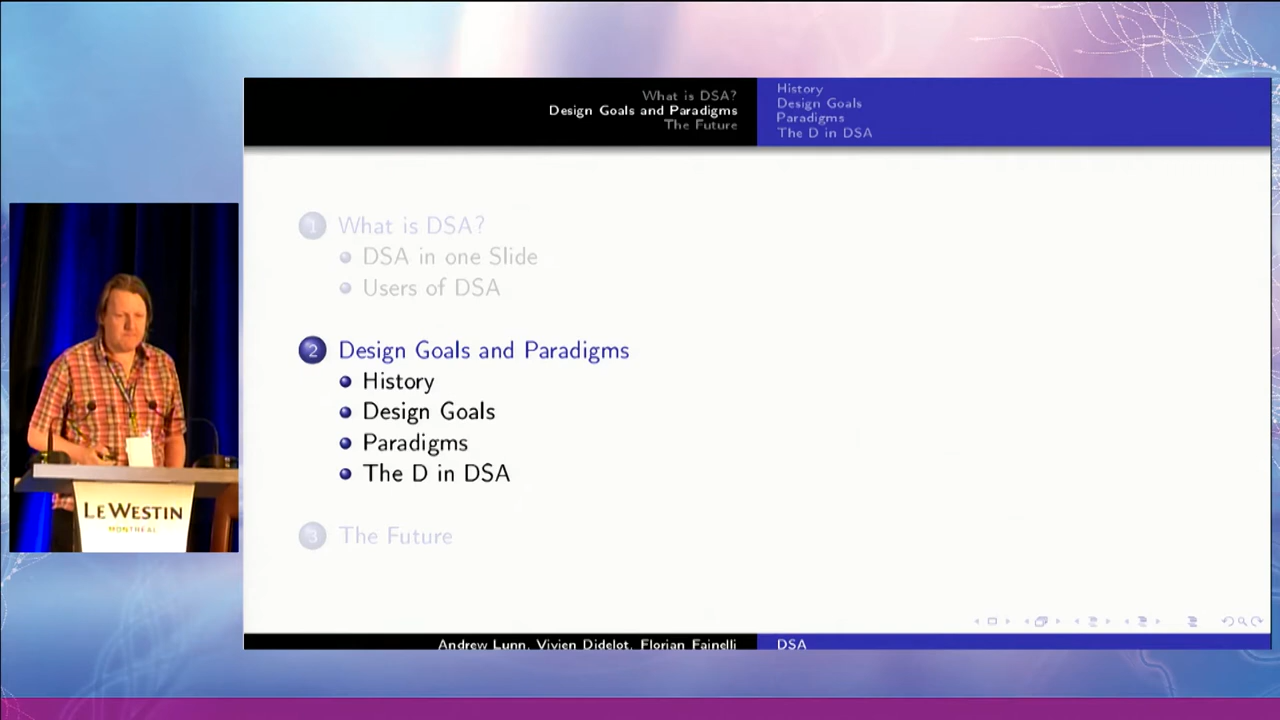 What is DSA?
Design Goals and Paradigms
The Future
History
Design Goals
Paradigms
The D in DSA
1 What is DSA?
DSA in one Slide
Users of DSA
2 Design Goals and Paradigms
History
Design Goals
Paradigms
The D in DSA
3 The Future
LE WESTIN
MONTRÉAL
Andrew Lunn, Vivien Didelot, Florian Fainelli
DSA